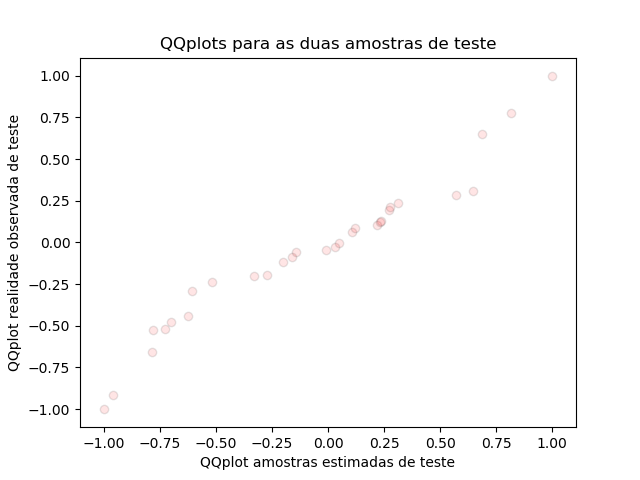 QQplots para as duas amostras de teste
1.00
0.75
0.50
0.25
0.00
−0.25
−0.50
−0.75
−1.00
QQplot realidade observada de teste
−1.00 −0.75 −0.50 −0.25 0.00 0.25 0.50 0.75 1.00
QQplot amostras estimadas de teste